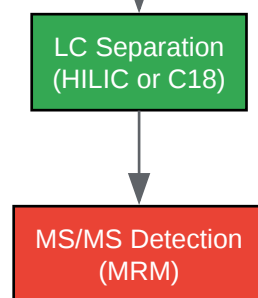 LC Separation
(HILIC or C18)
MS/MS Detection
(MRM)